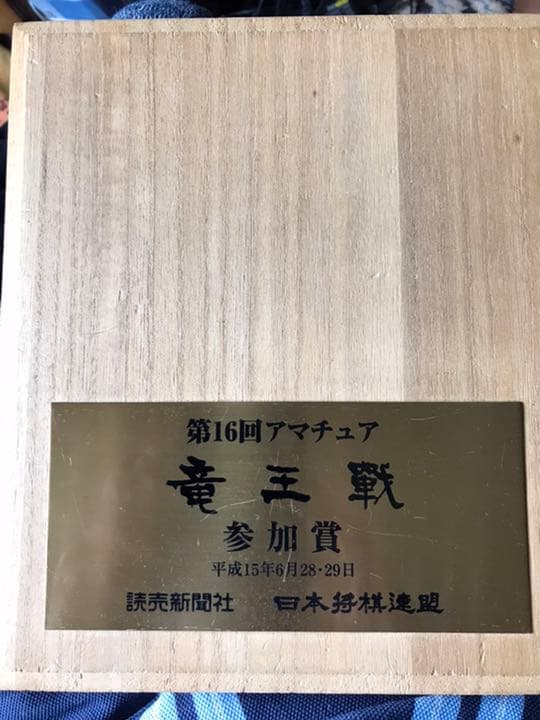 第16回アマチュア
竜王戦
参加賞
平成15年6月28・29日
読売新聞社 日本将棋連盟